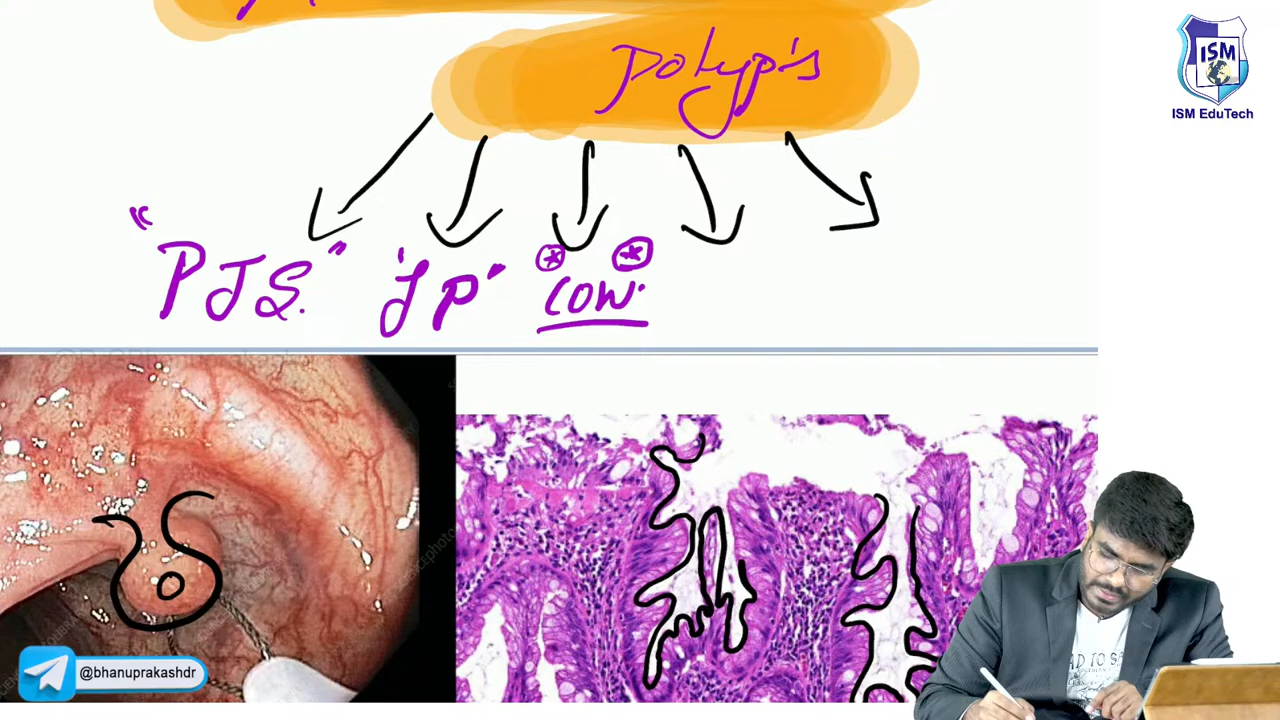 polyp's
ISM
ISM EduTech
"PJS." 'JP' COW.
@bhanuprakashdr